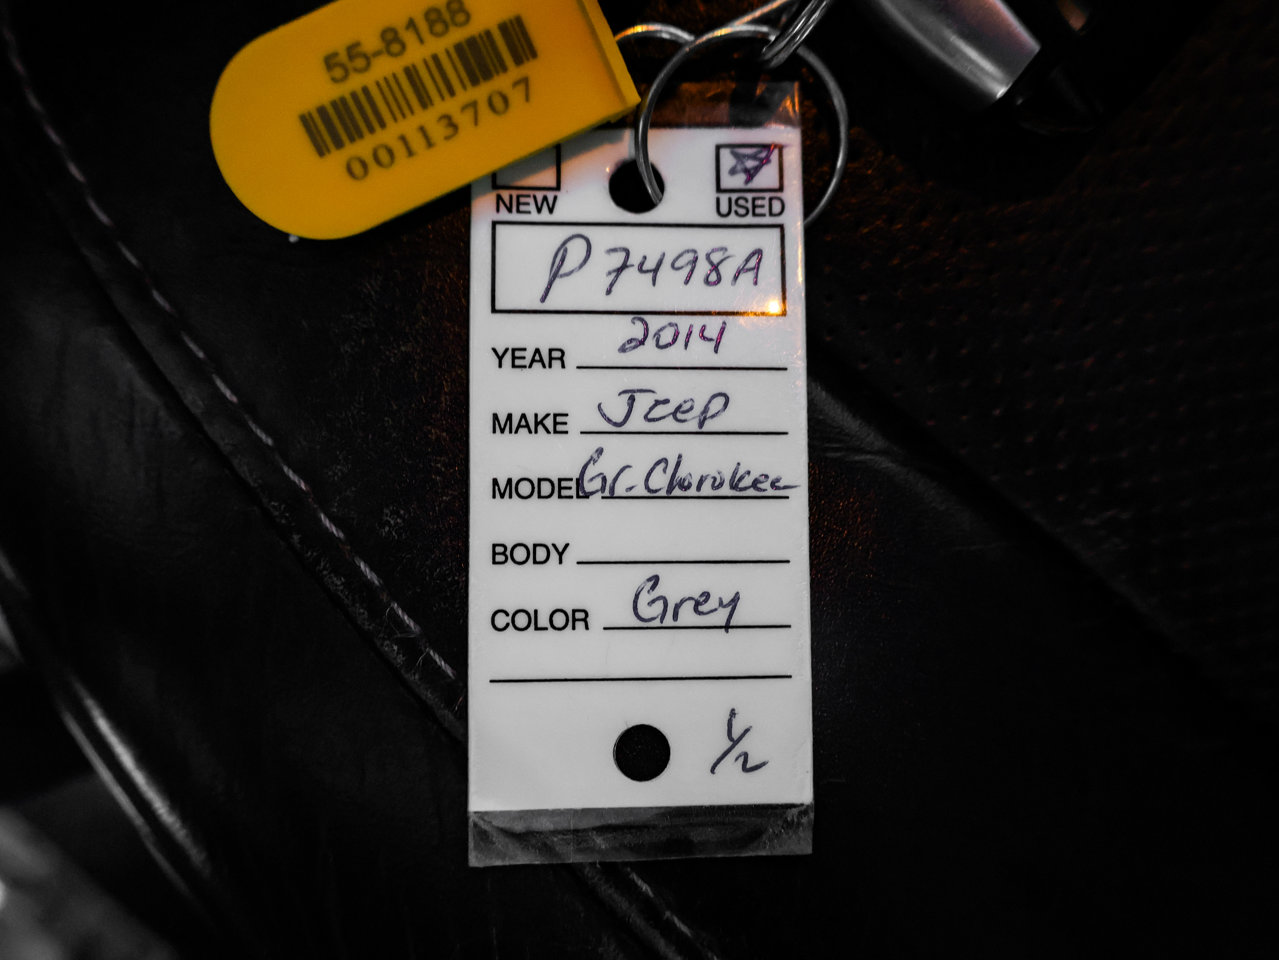 55-8188
00113707
NEW USED
P7498A
YEAR 2014
MAKE Jeep
MODEL Gr. Cherokee
BODY
COLOR Grey
1/2